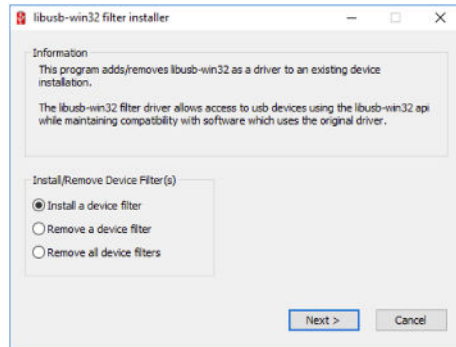 libusb-win32 filter installer
Information
This program adds/removes libusb-win32 as a driver to an existing device
installation.
The libusb-win32 filter driver allows access to usb devices using the libusb-win32 api
while maintaining compatibility with software which uses the original driver.
Install/Remove Device Filter(s)
Install a device filter
Remove a device filter
Remove all device filters
Next >
Cancel